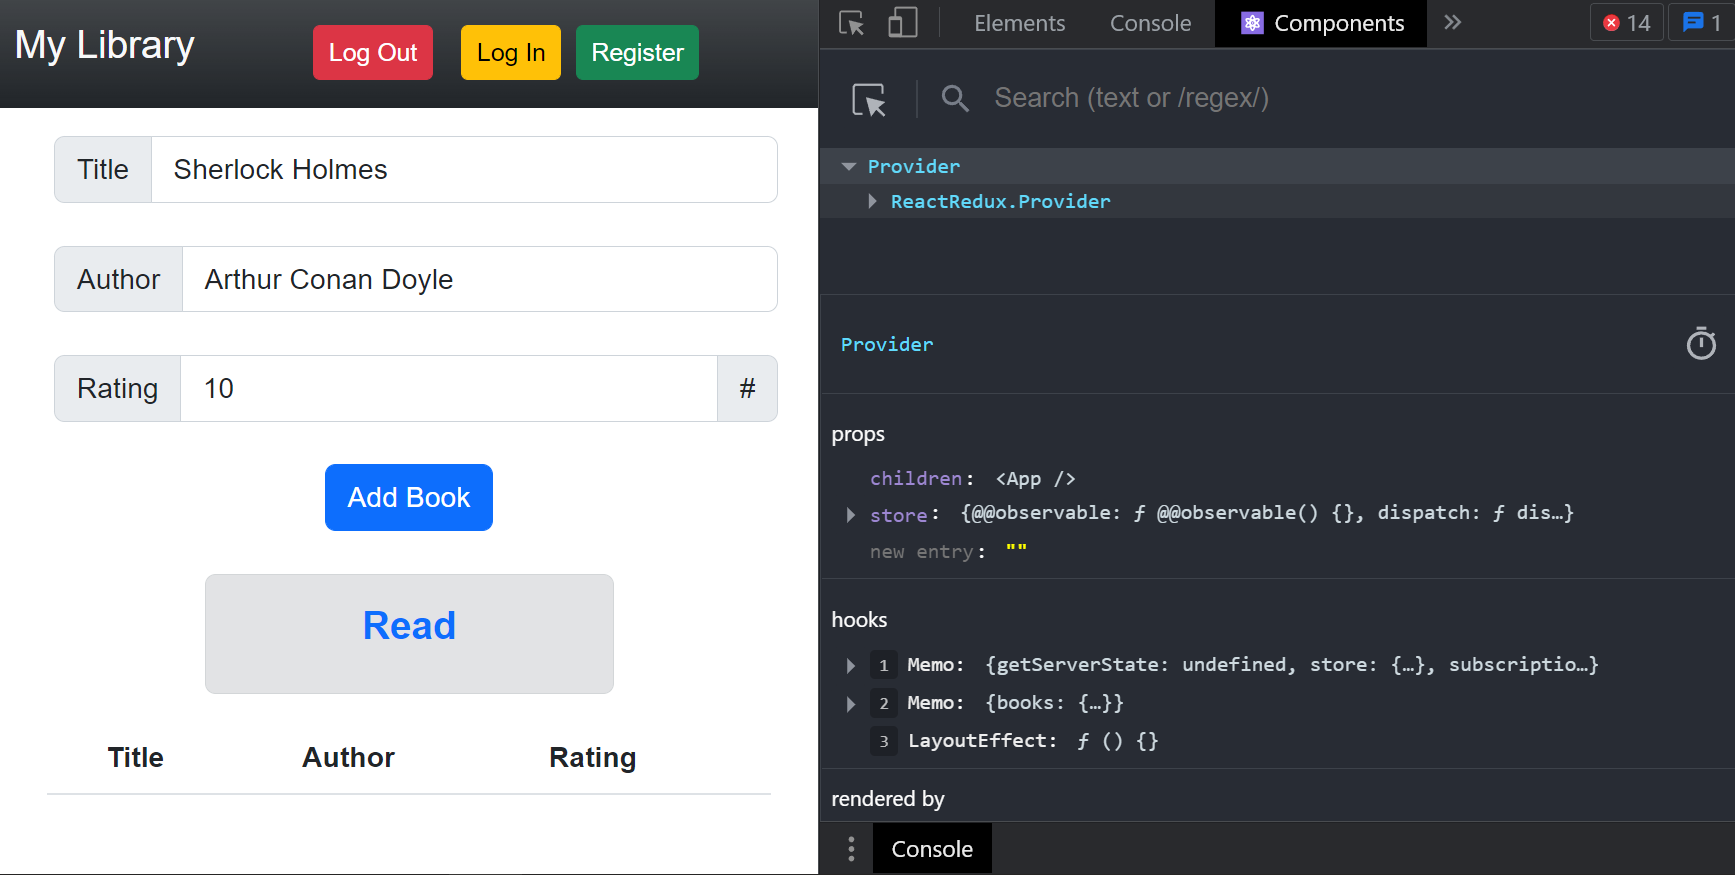 My Library
Log Out
Log In
Register
Title
Sherlock Holmes
Author
Arthur Conan Doyle
Rating
10
#
Add Book
Read
Title Author Rating
Elements Console Components
14
1
Search (text or /regex/)
Provider
ReactRedux.Provider
Provider
props
children: <App />
store: {@@observable: ƒ @@observable() {}, dispatch: ƒ dis…}
new entry: ""
hooks
1 Memo: {getServerState: undefined, store: {…}, subscriptio…}
2 Memo: {books: {…}}
3 LayoutEffect: ƒ () {}
rendered by
Console